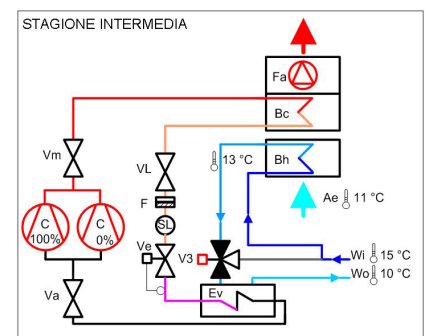 STAGIONE INTERMEDIA
Fa
Bc
Vm
VL
13 °C
Bh
F
Ae 11 °C
C
100%
C
0%
SL
Ve
V3
Wi 15 °C
Wo 10 °C
Va
Ev